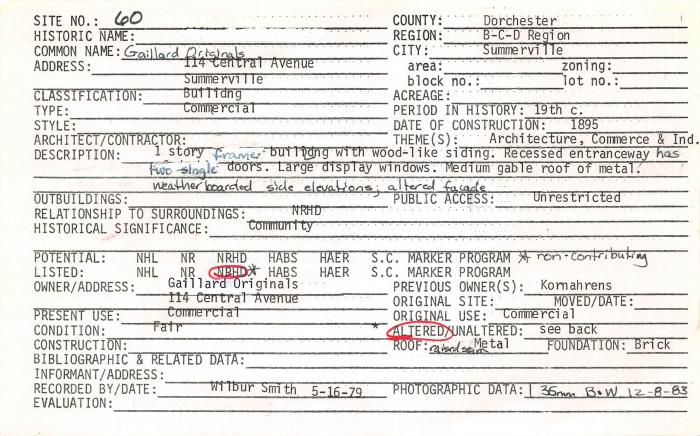 SITE NO.: 60 COUNTY: Dorchester
HISTORIC NAME: REGION: B-C-D Region
COMMON NAME: Gaillard Originals CITY: Summerville
ADDRESS: 114 Central Avenue area: zoning:
Summerville block no.: lot no.:
CLASSIFICATION: Builidng ACREAGE:
TYPE: Commercial PERIOD IN HISTORY: 19th c.
STYLE: DATE OF CONSTRUCTION: 1895
ARCHITECT/CONTRACTOR: THEME(S): Architecture, Commerce & Ind.
DESCRIPTION: 1 story frame builidng with wood-like siding. Recessed entranceway has
two single doors. Large display windows. Medium gable roof of metal.
weatherboarded side elevations; altered facade
OUTBUILDINGS: PUBLIC ACCESS: Unrestricted
RELATIONSHIP TO SURROUNDINGS: NRHD
HISTORICAL SIGNIFICANCE: Community
POTENTIAL: NHL NR NRHD HABS HAER S.C. MARKER PROGRAM * non-contributing
LISTED: NHL NR NRHD* HABS HAER S.C. MARKER PROGRAM
OWNER/ADDRESS: Gaillard Originals PREVIOUS OWNER(S): Kornahrens
114 Central Avenue ORIGINAL SITE: MOVED/DATE:
PRESENT USE: Commercial ORIGINAL USE: Commercial
CONDITION: Fair * ALTERED/UNALTERED: see back
CONSTRUCTION: ROOF: raised seam Metal FOUNDATION: Brick
BIBLIOGRAPHIC & RELATED DATA:
INFORMANT/ADDRESS:
RECORDED BY/DATE: Wilbur Smith 5-16-79 PHOTOGRAPHIC DATA: 35mm B+W 12-8-83
EVALUATION: